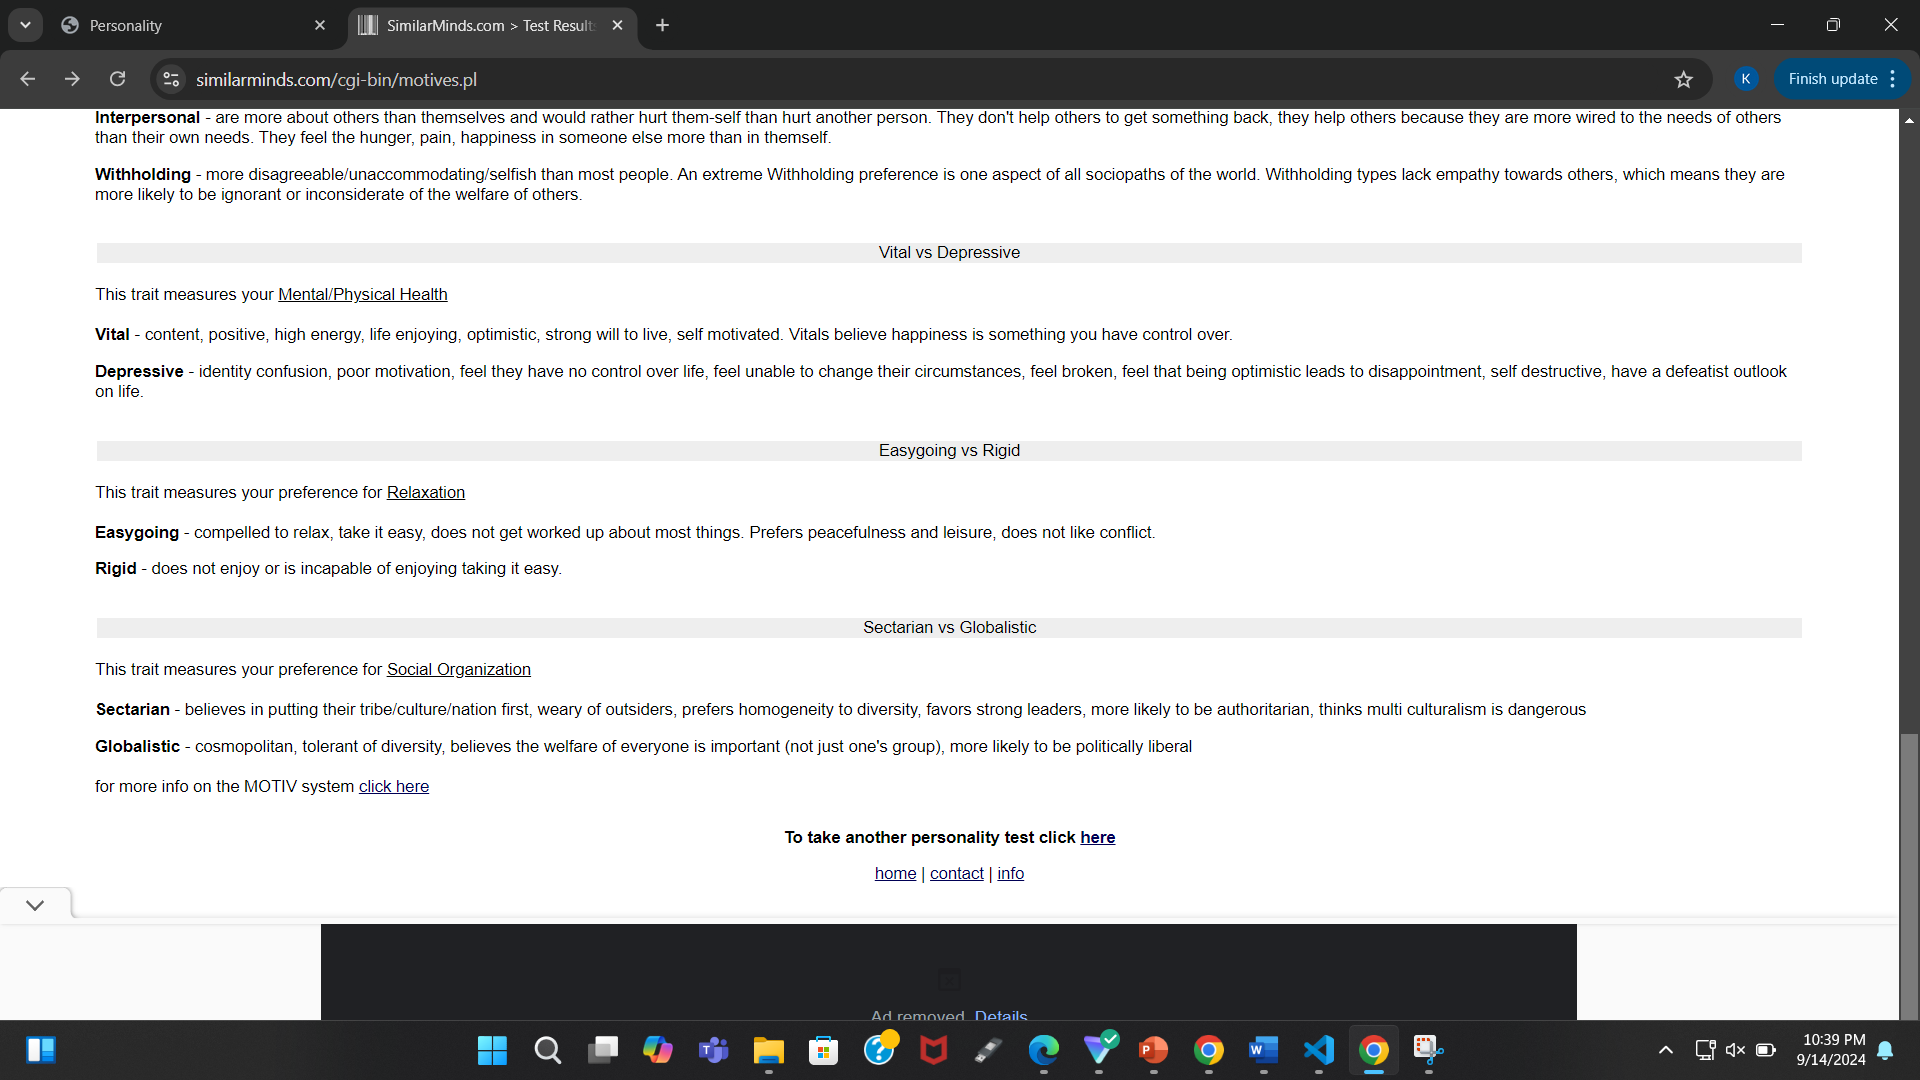 Personality
SimilarMinds.com > Test Results
similarminds.com/cgi-bin/motives.pl
K
Finish update
Interpersonal - are more about others than themselves and would rather hurt them-self than hurt another person. They don't help others to get something back, they help others because they are more wired to the needs of others
than their own needs. They feel the hunger, pain, happiness in someone else more than in themself.
Withholding - more disagreeable/unaccommodating/selfish than most people. An extreme Withholding preference is one aspect of all sociopaths of the world. Withholding types lack empathy towards others, which means they are
more likely to be ignorant or inconsiderate of the welfare of others.
Vital vs Depressive
This trait measures your Mental/Physical Health
Vital - content, positive, high energy, life enjoying, optimistic, strong will to live, self motivated. Vitals believe happiness is something you have control over.
Depressive - identity confusion, poor motivation, feel they have no control over life, feel unable to change their circumstances, feel broken, feel that being optimistic leads to disappointment, self destructive, have a defeatist outlook
on life.
Easygoing vs Rigid
This trait measures your preference for Relaxation
Easygoing - compelled to relax, take it easy, does not get worked up about most things. Prefers peacefulness and leisure, does not like conflict.
Rigid - does not enjoy or is incapable of enjoying taking it easy.
Sectarian vs Globalistic
This trait measures your preference for Social Organization
Sectarian - believes in putting their tribe/culture/nation first, weary of outsiders, prefers homogeneity to diversity, favors strong leaders, more likely to be authoritarian, thinks multi culturalism is dangerous
Globalistic - cosmopolitan, tolerant of diversity, believes the welfare of everyone is important (not just one's group), more likely to be politically liberal
for more info on the MOTIV system click here
To take another personality test click here
home | contact | info
Ad removed. Details
10:39 PM
9/14/2024